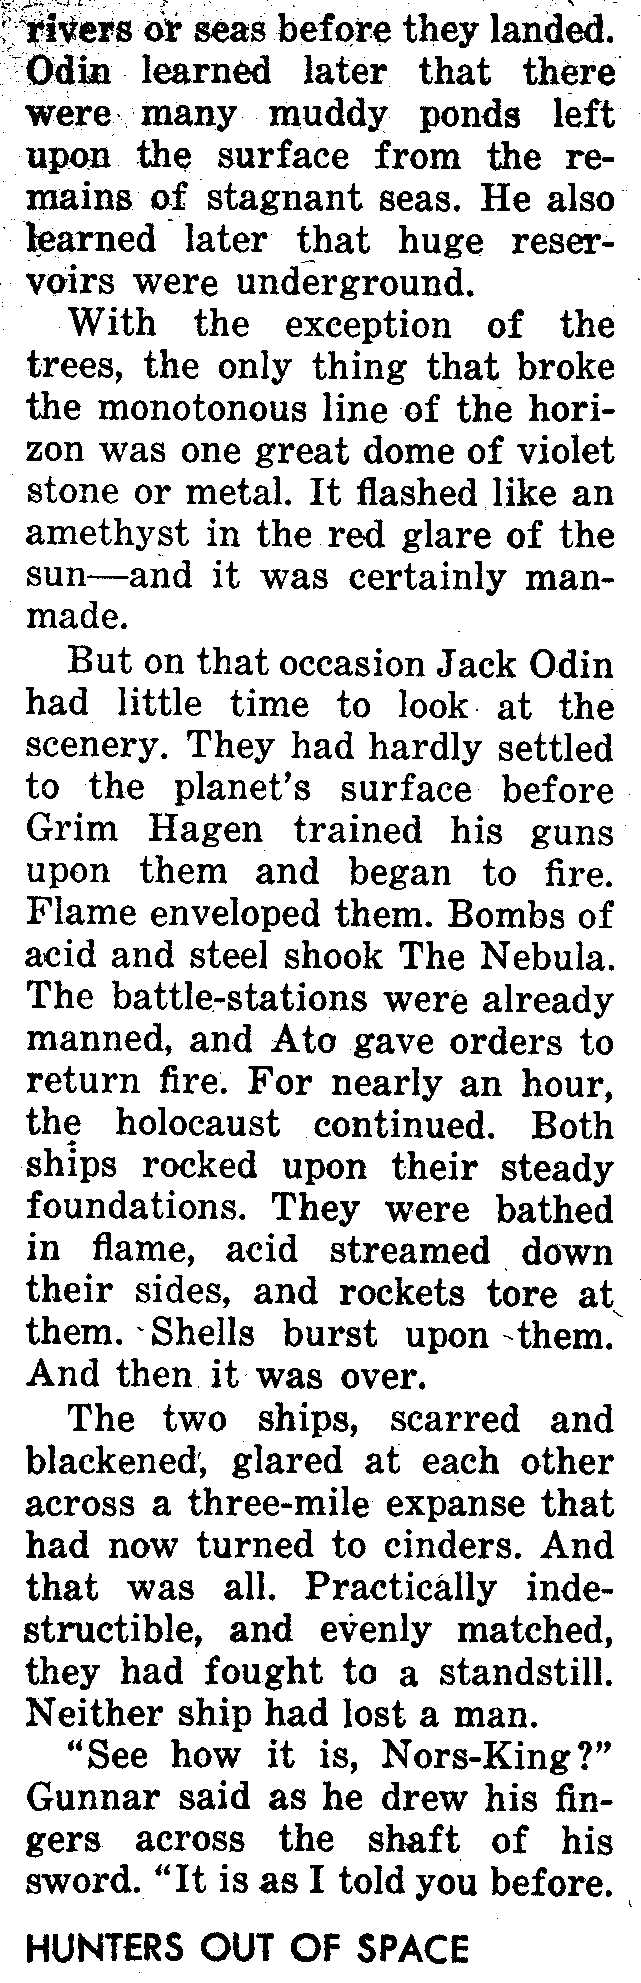 rivers or seas before they landed.
Odin learned later that there
were many muddy ponds left
upon the surface from the re-
mains of stagnant seas. He also
learned later that huge reser-
voirs were underground.
With the exception of the
trees, the only thing that broke
the monotonous line of the hori-
zon was one great dome of violet
stone or metal. It flashed like an
amethyst in the red glare of the
sun—and it was certainly man-
made.
But on that occasion Jack Odin
had little time to look at the
scenery. They had hardly settled
to the planet's surface before
Grim Hagen trained his guns
upon them and began to fire.
Flame enveloped them. Bombs of
acid and steel shook The Nebula.
The battle-stations were already
manned, and Ato gave orders to
return fire. For nearly an hour,
the holocaust continued. Both
ships rocked upon their steady
foundations. They were bathed
in flame, acid streamed down
their sides, and rockets tore at
them. Shells burst upon them.
And then it was over.
The two ships, scarred and
blackened, glared at each other
across a three-mile expanse that
had now turned to cinders. And
that was all. Practically inde-
structible, and evenly matched,
they had fought to a standstill.
Neither ship had lost a man.
"See how it is, Nors-King?"
Gunnar said as he drew his fin-
gers across the shaft of his
sword. "It is as I told you before.
HUNTERS OUT OF SPACE